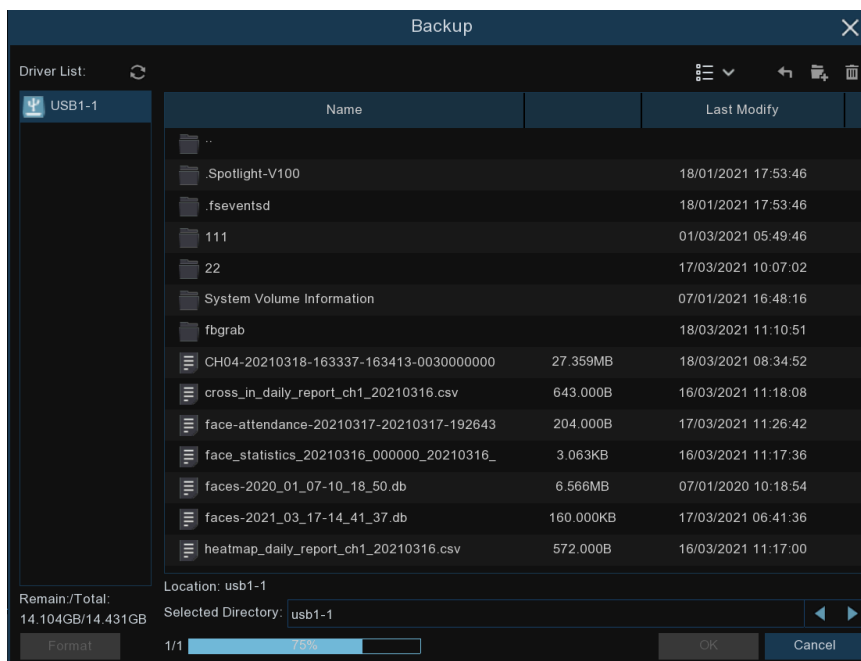 Backup
Driver List:
USB1-1
Name Last Modify
..
.Spotlight-V100 18/01/2021 17:53:46
.fseventsd 18/01/2021 17:53:46
111 01/03/2021 05:49:46
22 17/03/2021 10:07:02
System Volume Information 07/01/2021 16:48:16
fbgrab 18/03/2021 11:10:51
CH04-20210318-163337-163413-0030000000 27.359MB 18/03/2021 08:34:52
cross_in_daily_report_ch1_20210316.csv 643.000B 16/03/2021 11:18:08
face-attendance-20210317-20210317-192643 204.000B 17/03/2021 11:26:42
face_statistics_20210316_000000_20210316_ 3.063KB 16/03/2021 11:17:36
faces-2020_01_07-10_18_50.db 6.566MB 07/01/2020 10:18:54
faces-2021_03_17-14_41_37.db 160.000KB 17/03/2021 06:41:36
heatmap_daily_report_ch1_20210316.csv 572.000B 16/03/2021 11:17:00
Location: usb1-1
Remain:/Total:
14.104GB/14.431GB
Selected Directory: usb1-1
Format 1/1 75% OK Cancel